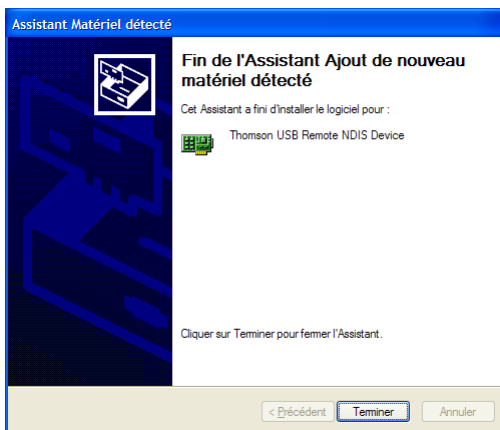 Assistant Matériel détecté
Fin de l'Assistant Ajout de nouveau
matériel détecté
Cet Assistant a fini d'installer le logiciel pour :
Thomson USB Remote NDIS Device
Cliquer sur Terminer pour fermer l'Assistant.
< Précédent Terminer Annuler